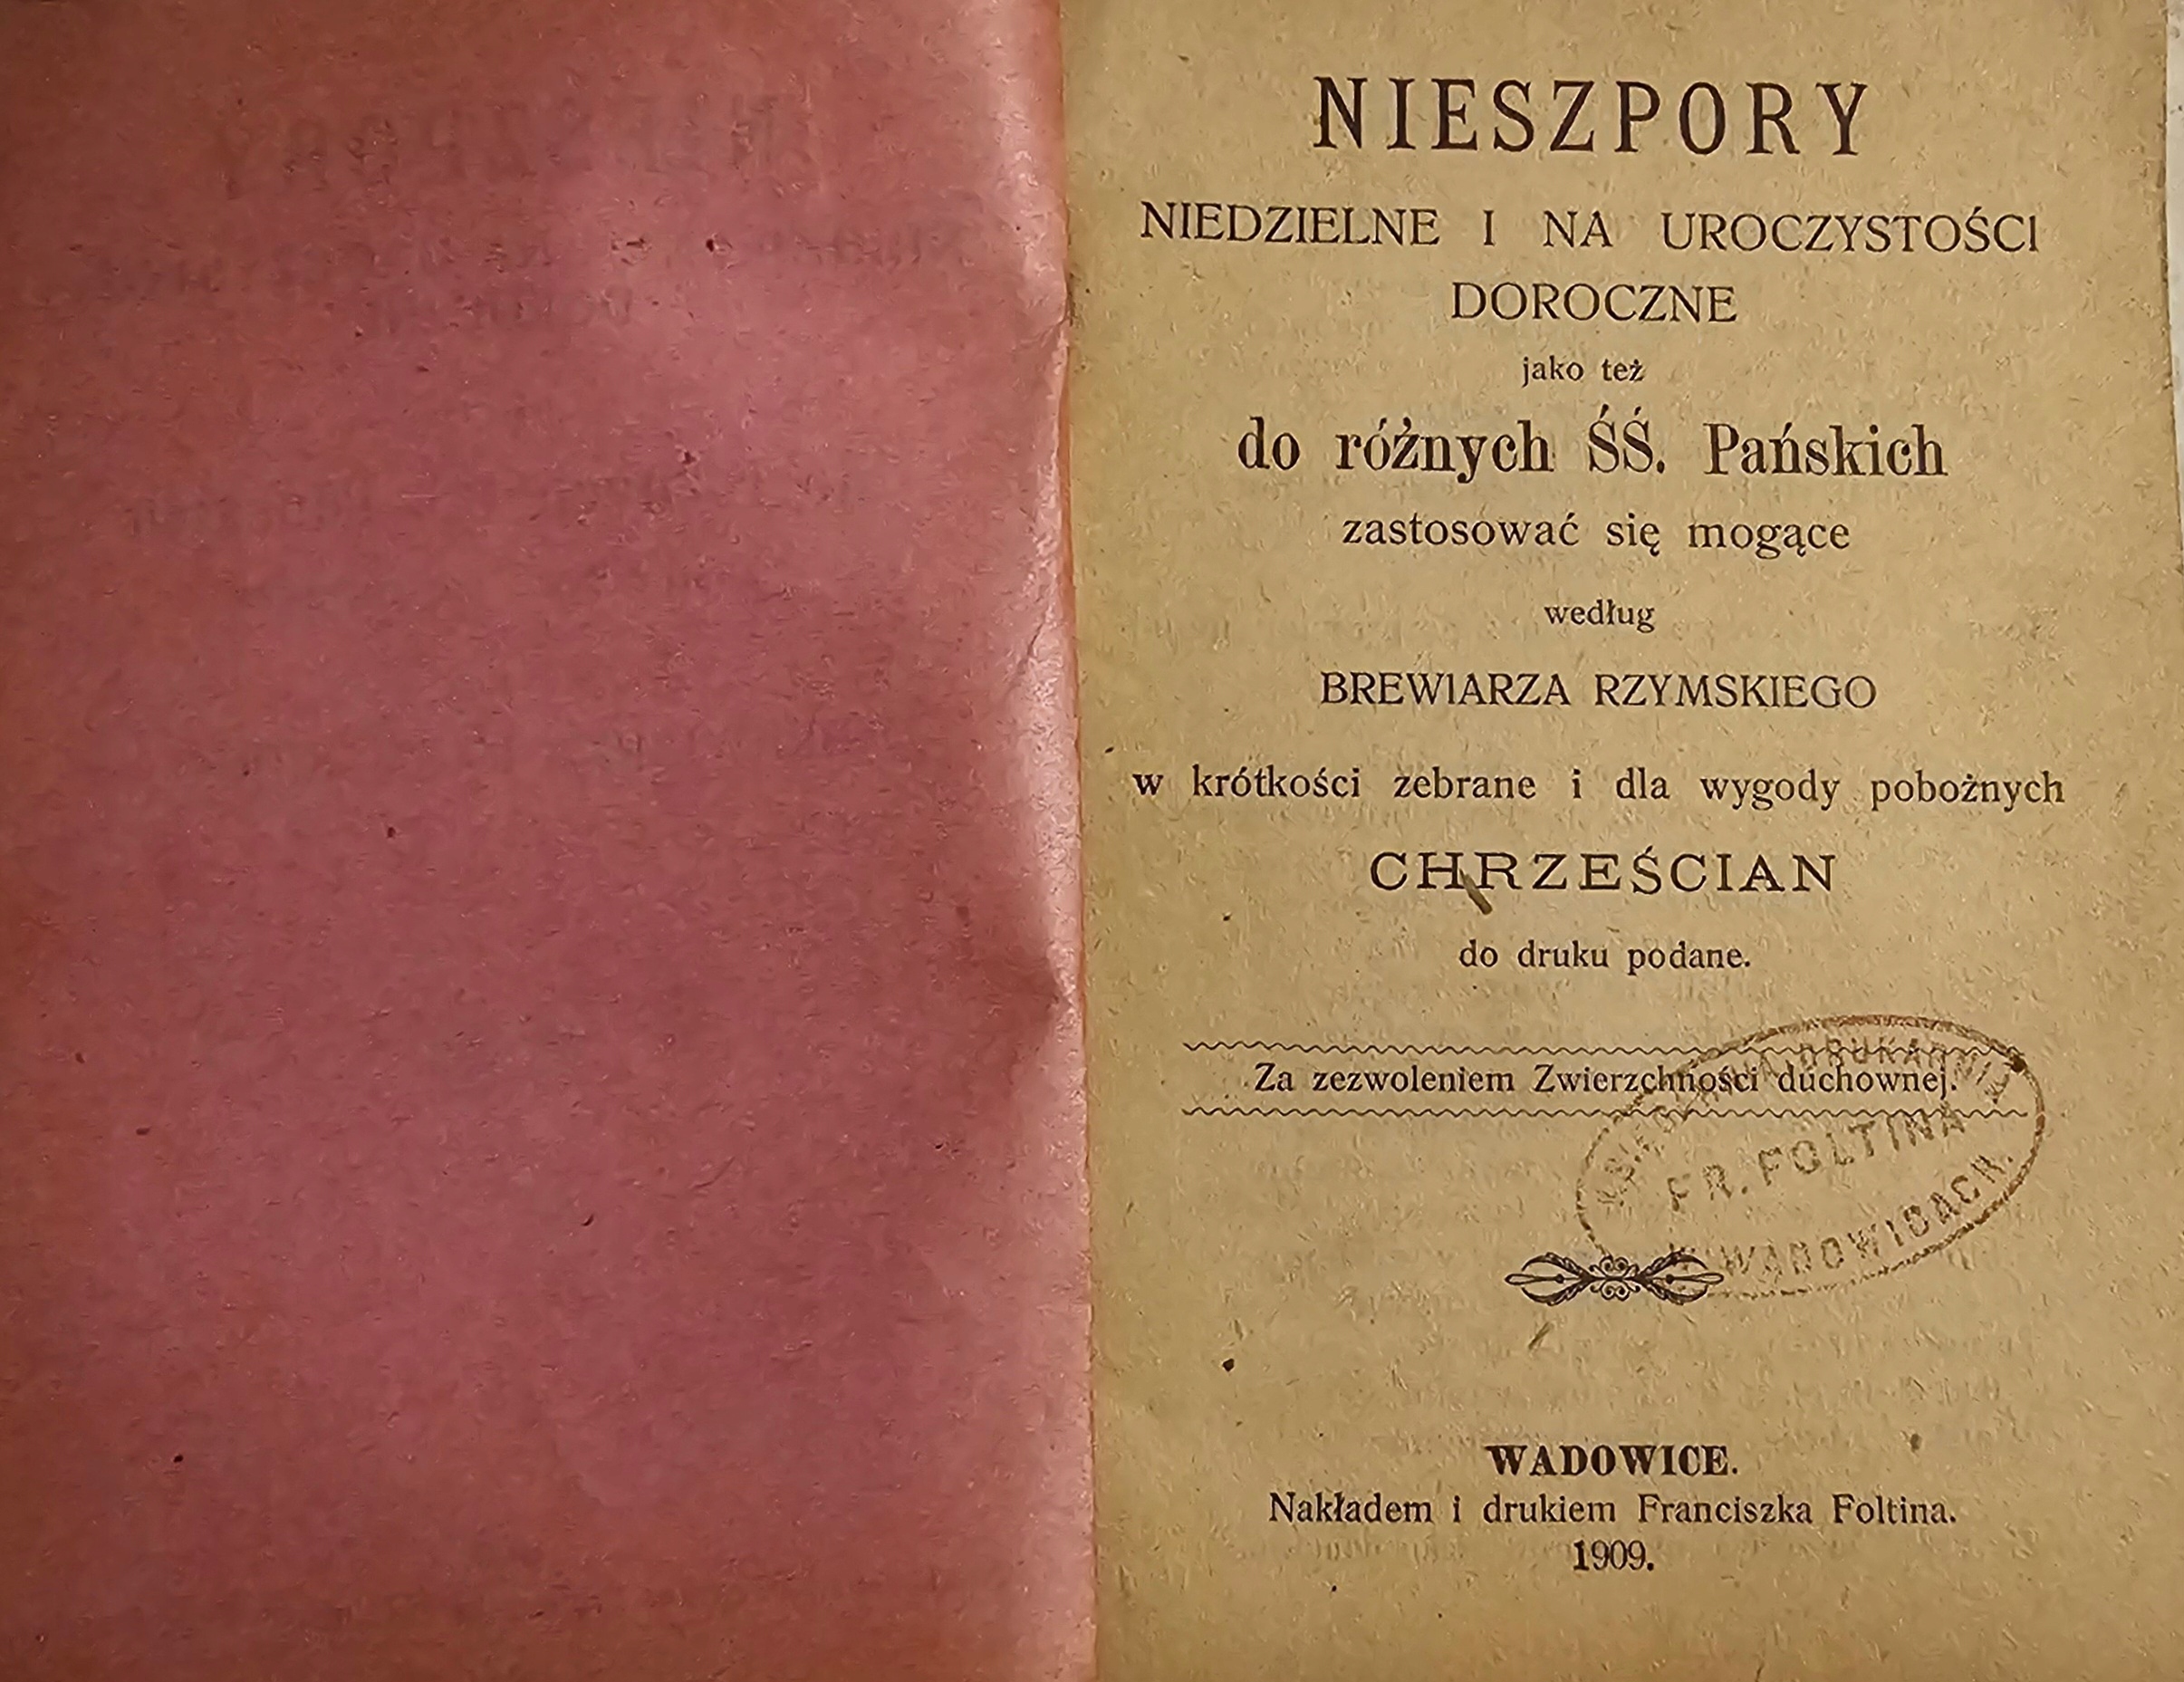 NIESZPORY
NIEDZIELNE I NA UROCZYSTOŚCI
DOROCZNE
jako też
do różnych ŚŚ. Pańskich
zastosować się mogące
według
BREWIARZA RZYMSKIEGO
w krótkości zebrane i dla wygody pobożnych
CHRZEŚCIAN
do druku podane.
Za zezwoleniem Zwierzchności duchownej.
FR. FOLTINA
WADOWICACH.
WADOWICE.
Nakładem i drukiem Franciszka Foltina.
1909.